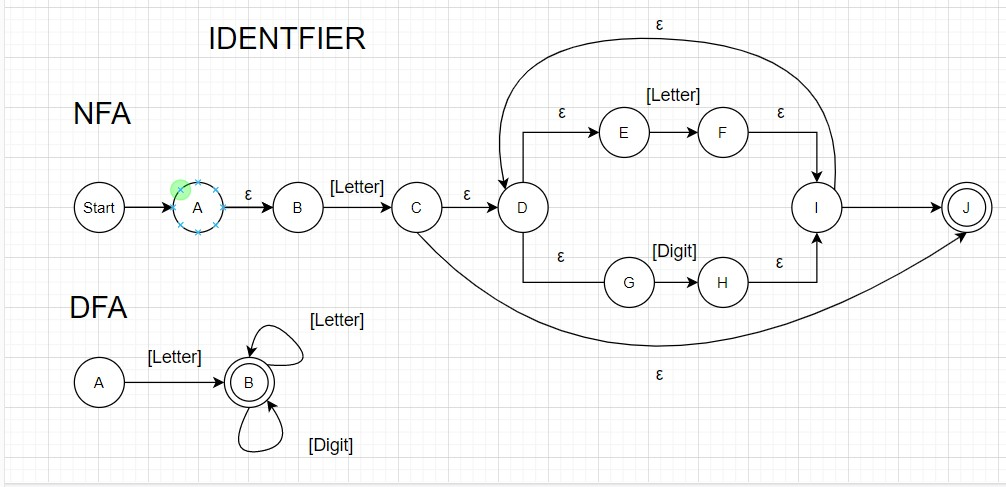 IDENTFIER
NFA
ε
[Letter]
ε
ε
E
F
Start
A
ε
B
[Letter]
C
ε
D
I
J
ε
[Digit]
ε
G
H
DFA
[Letter]
[Letter]
A
B
ε
[Digit]